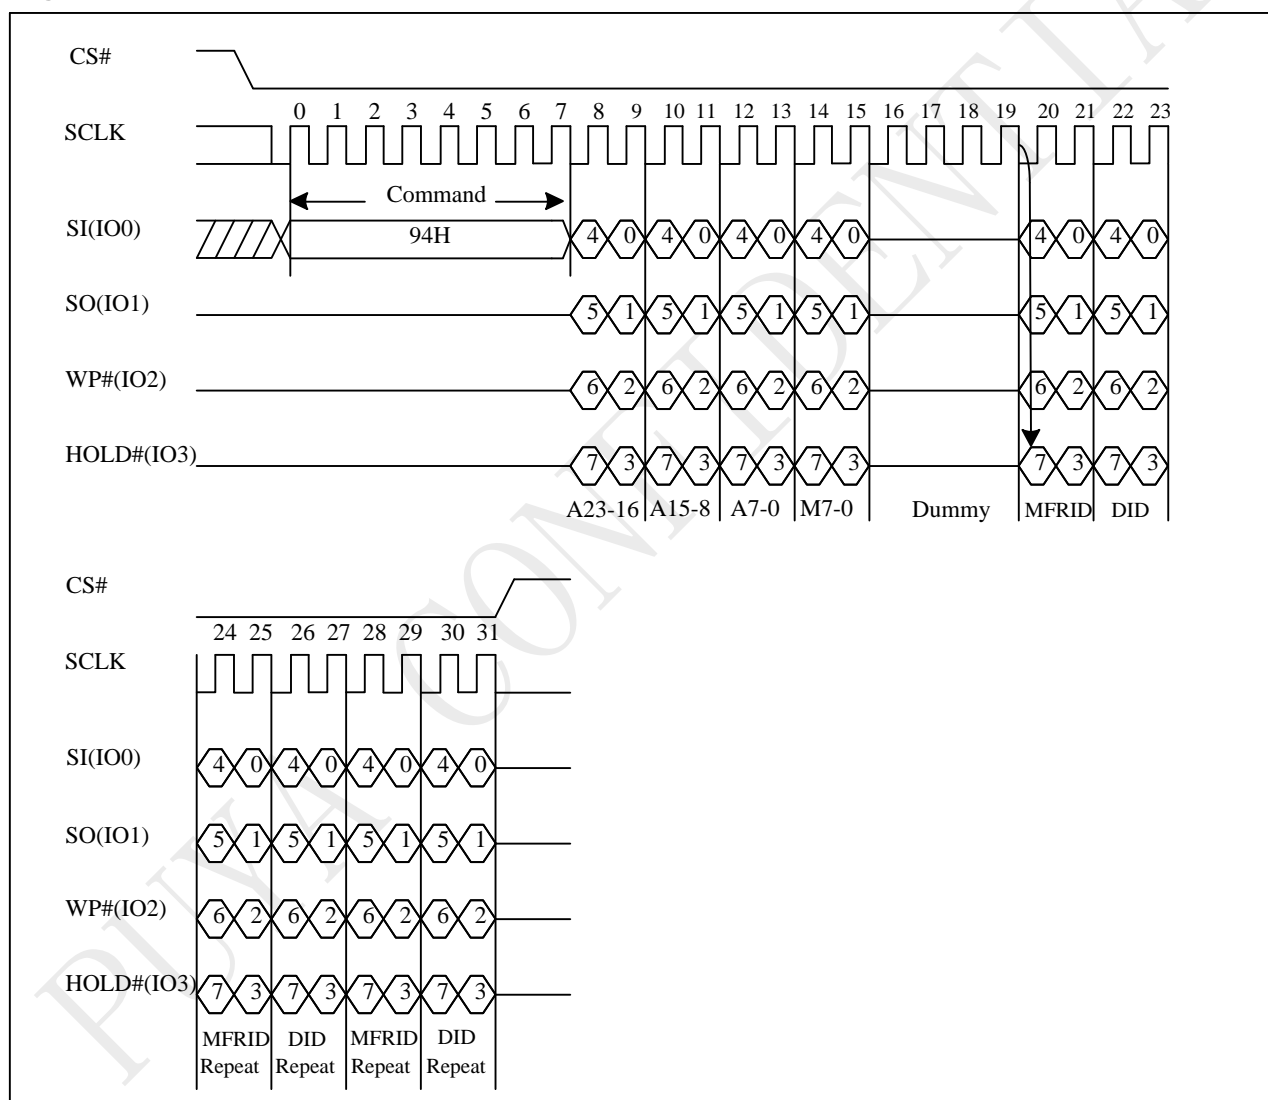 CS#
0 1 2 3 4 5 6 7 8 9 10 11 12 13 14 15 16 17 18 19 20 21 22 23
SCLK
Command
SI(IO0) 94H 4 0 4 0 4 0 4 0 4 0 4 0
SO(IO1) 5 1 5 1 5 1 5 1 5 1 5 1
WP#(IO2) 6 2 6 2 6 2 6 2 6 2 6 2
HOLD#(IO3) 7 3 7 3 7 3 7 3 7 3 7 3
A23-16 A15-8 A7-0 M7-0 Dummy MFRID DID
CS#
24 25 26 27 28 29 30 31
SCLK
SI(IO0) 4 0 4 0 4 0 4 0
SO(IO1) 5 1 5 1 5 1 5 1
WP#(IO2) 6 2 6 2 6 2 6 2
HOLD#(IO3) 7 3 7 3 7 3 7 3
MFRID DID MFRID DID
Repeat Repeat Repeat Repeat
PUYA CONFIDENTIA